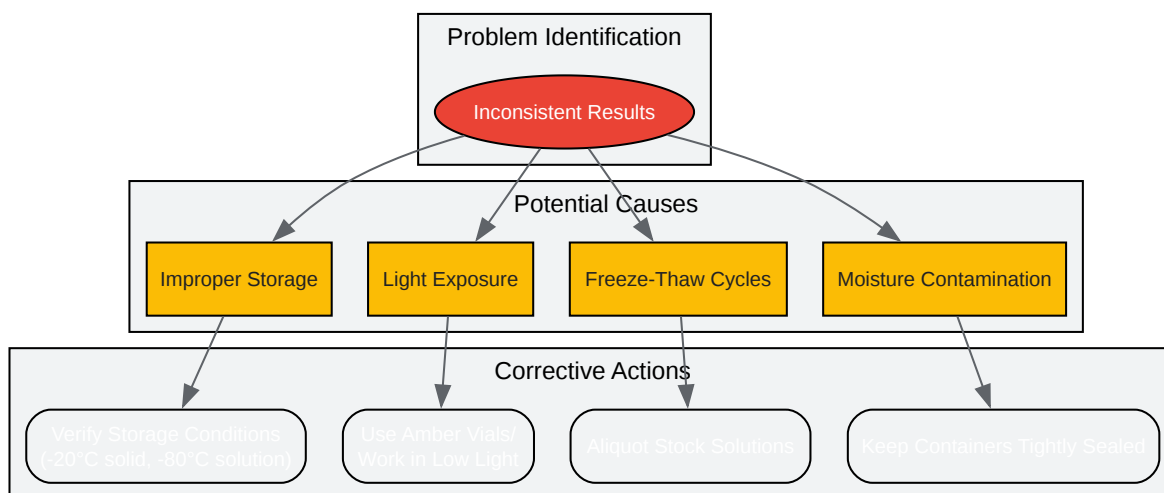 Problem Identification
Inconsistent Results
Potential Causes
Improper Storage
Light Exposure
Freeze-Thaw Cycles
Moisture Contamination
Corrective Actions
Verify Storage Conditions
(-20°C solid, -80°C solution)
Use Amber Vials/
Work in Low Light
Aliquot Stock Solutions
Keep Containers Tightly Sealed